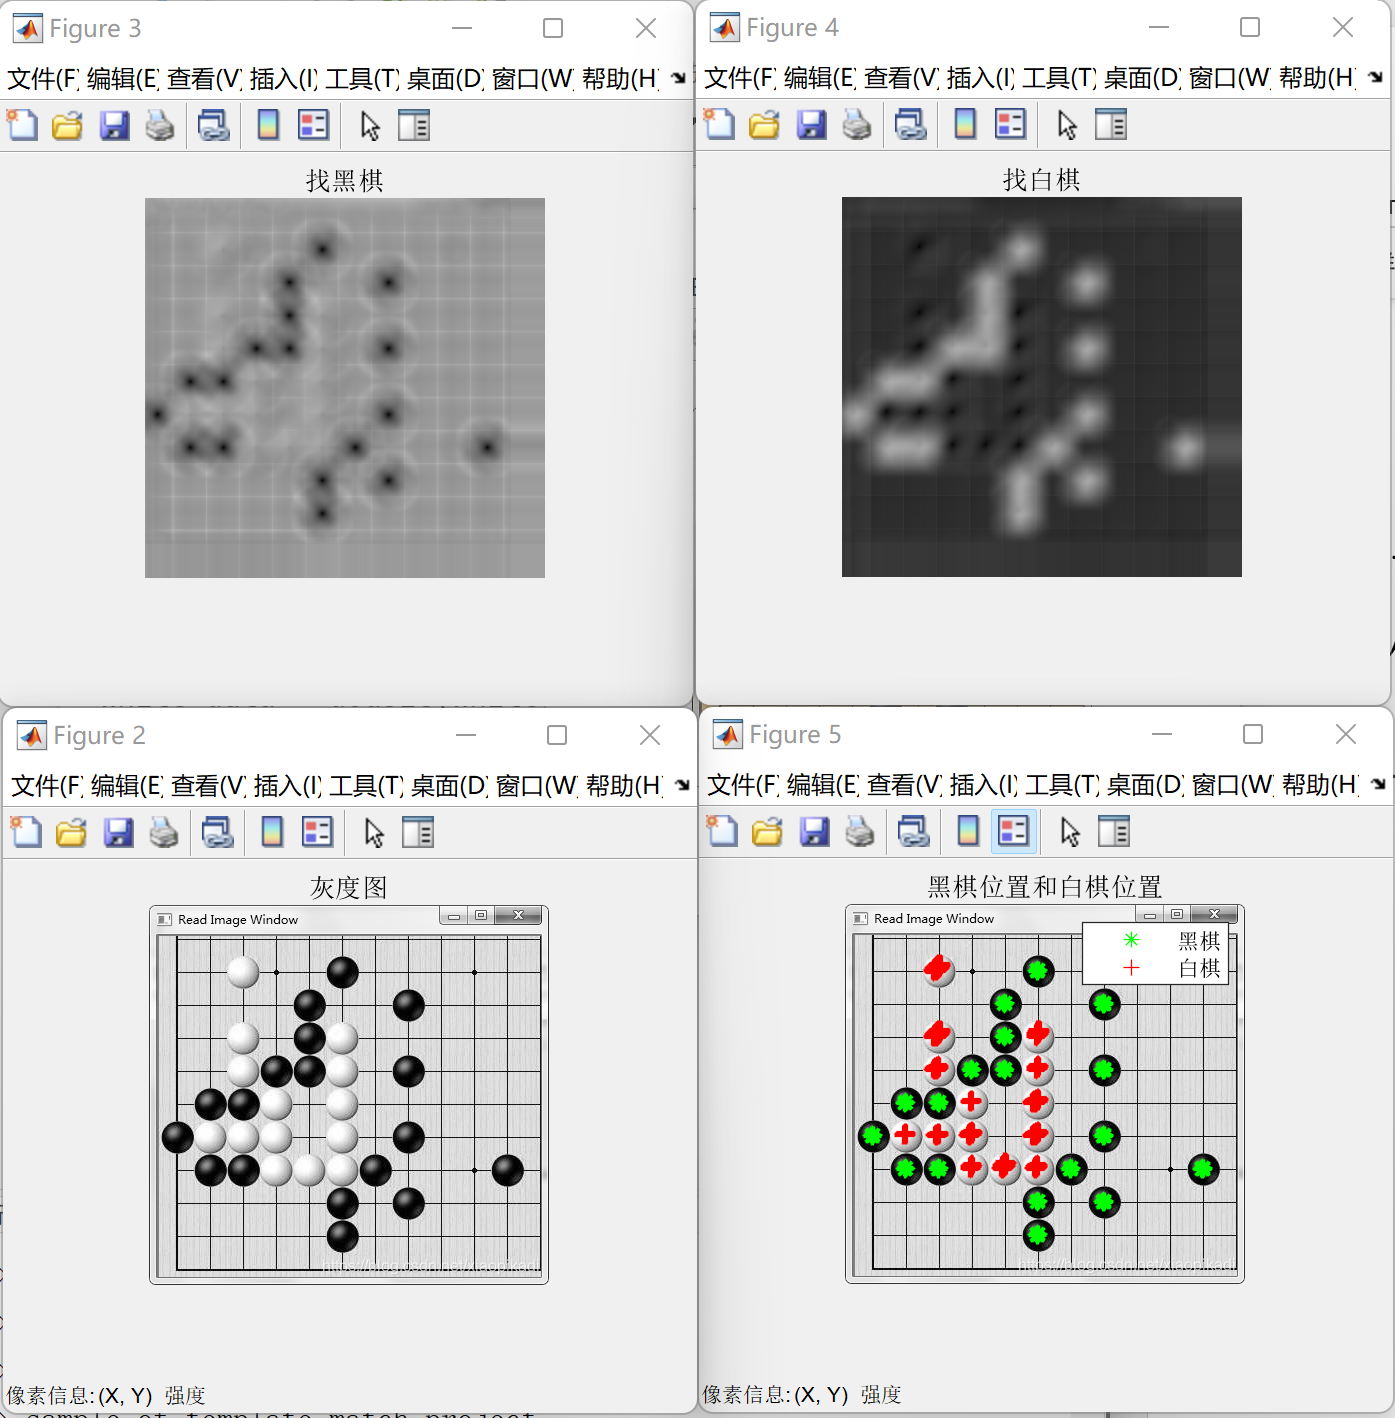 Figure 3
文件(F) 编辑(E) 查看(V) 插入(I) 工具(T) 桌面(D) 窗口(W) 帮助(H)
找黑棋
Figure 4
文件(F) 编辑(E) 查看(V) 插入(I) 工具(T) 桌面(D) 窗口(W) 帮助(H)
找白棋
Figure 2
文件(F) 编辑(E) 查看(V) 插入(I) 工具(T) 桌面(D) 窗口(W) 帮助(H)
灰度图
Read Image Window
像素信息: (X, Y) 强度
Figure 5
文件(F) 编辑(E) 查看(V) 插入(I) 工具(T) 桌面(D) 窗口(W) 帮助(H)
黑棋位置和白棋位置
Read Image Window
黑棋
白棋
像素信息: (X, Y) 强度